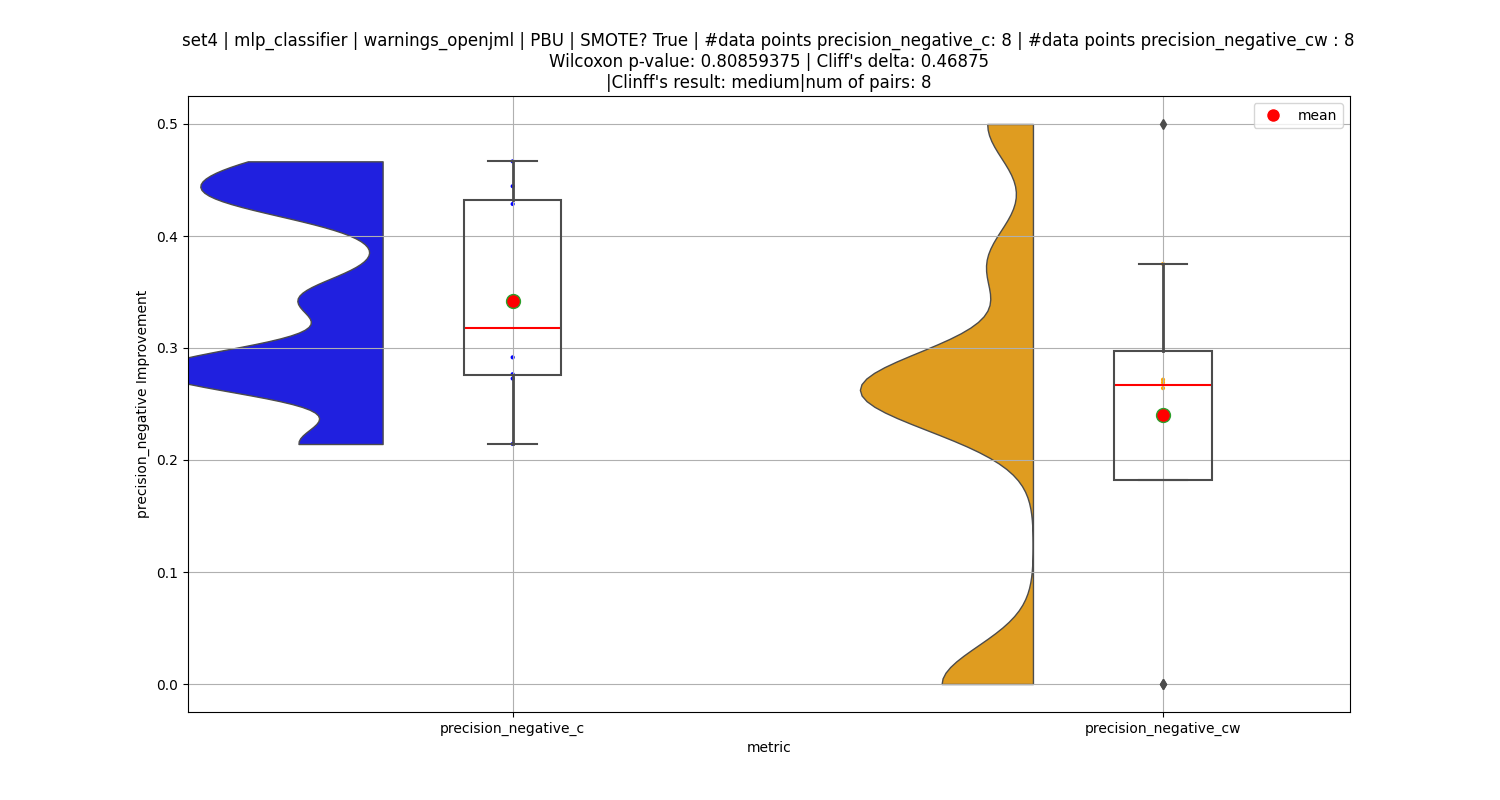 set4 | mlp_classifier | warnings_openjml | PBU | SMOTE? True | #data points precision_negative_c: 8 | #data points precision_negative_cw : 8
Wilcoxon p-value: 0.80859375 | Cliff's delta: 0.46875
|Clinff's result: medium|num of pairs: 8
mean
0.5
0.4
0.3
0.2
0.1
0.0
precision_negative Improvement
precision_negative_c
precision_negative_cw
metric